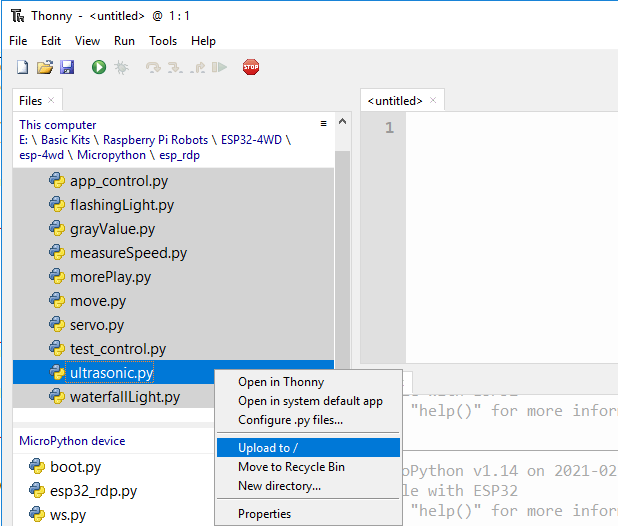 Thonny - <untitled> @ 1 : 1
File Edit View Run Tools Help
STOP
Files ×
<untitled> ×
This computer
E: \ Basic Kits \ Raspberry Pi Robots \ ESP32-4WD \
esp-4wd \ Micropython \ esp_rdp
1
app_control.py
flashingLight.py
grayValue.py
measureSpeed.py
morePlay.py
move.py
servo.py
test_control.py
ultrasonic.py
waterfallLight.py
Open in Thonny
Open in system default app
Configure .py files...
Upload to /
Move to Recycle Bin
New directory...
Properties
"help()" for more infor
MicroPython device
boot.py
esp32_rdp.py
ws.py
Python v1.14 on 2021-02
le with ESP32
"help()" for more infor